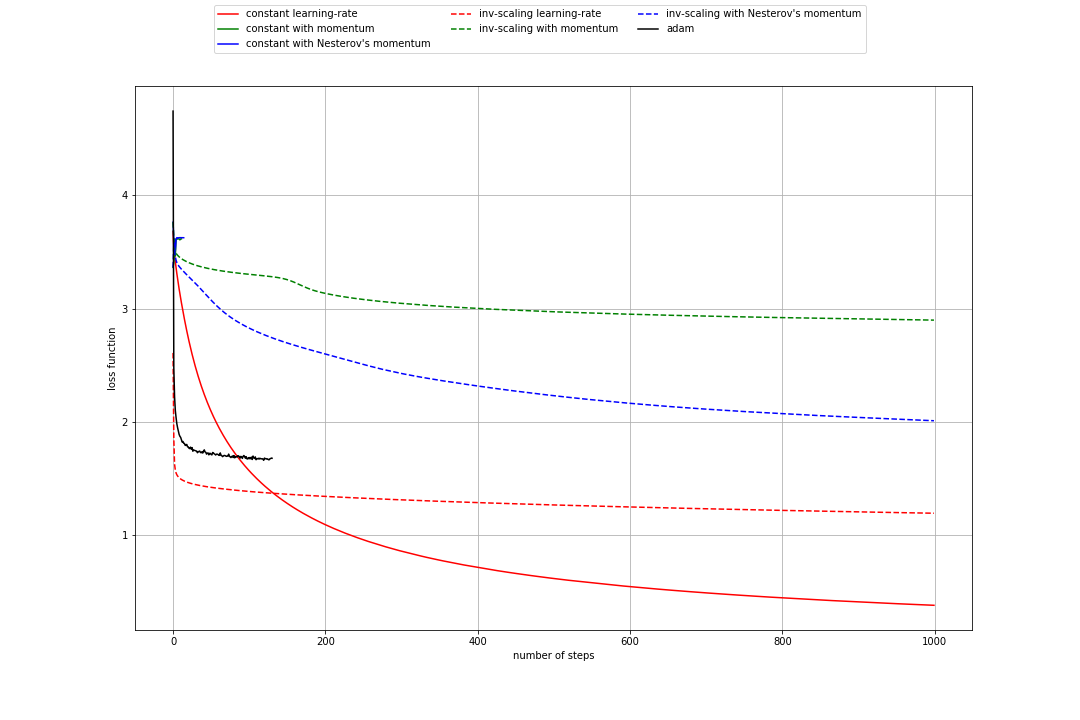 constant learning-rate
constant with momentum
constant with Nesterov's momentum
inv-scaling learning-rate
inv-scaling with momentum
inv-scaling with Nesterov's momentum
adam
4
3
2
1
loss function
0 200 400 600 800 1000
number of steps